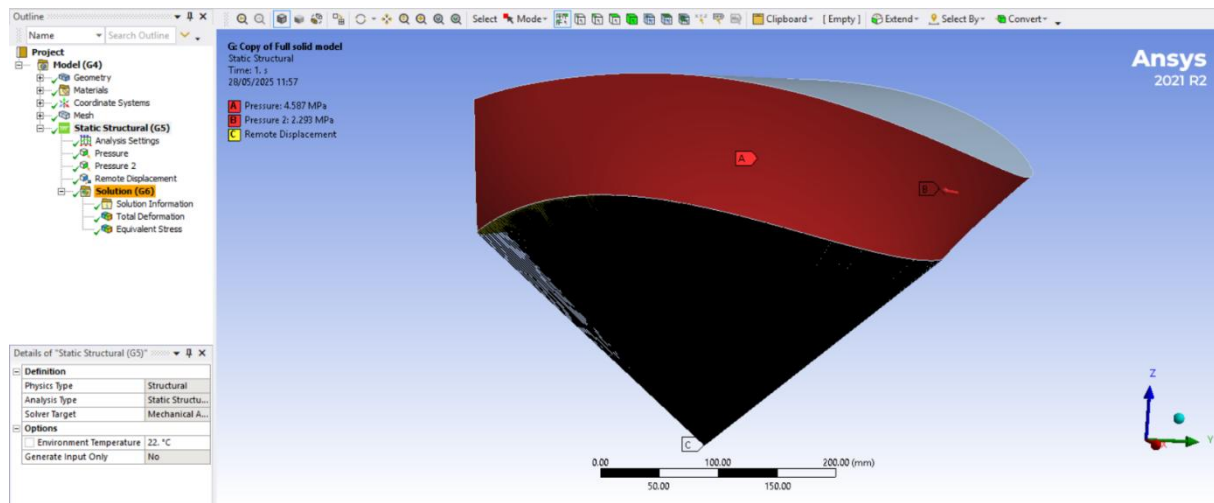 Outline
Name
Search Outline
Project
Model (G4)
Geometry
Materials
Coordinate Systems
Mesh
Static Structural (G5)
Analysis Settings
Pressure
Pressure 2
Remote Displacement
Solution (G6)
Solution Information
Total Deformation
Equivalent Stress
Details of "Static Structural (G5)"
Definition
Physics Type Structural
Analysis Type Static Structu...
Solver Target Mechanical A...
Options
Environment Temperature 22. °C
Generate Input Only No
Select Mode Clipboard [ Empty ] Extend Select By Convert
G: Copy of Full solid model
Static Structural
Time: 1. s
28/05/2025 11:57
A Pressure: 4.587 MPa
B Pressure 2: 2.293 MPa
C Remote Displacement
Ansys
2021 R2
A
B
C
0.00 100.00 200.00 (mm)
50.00 150.00
Z
Y